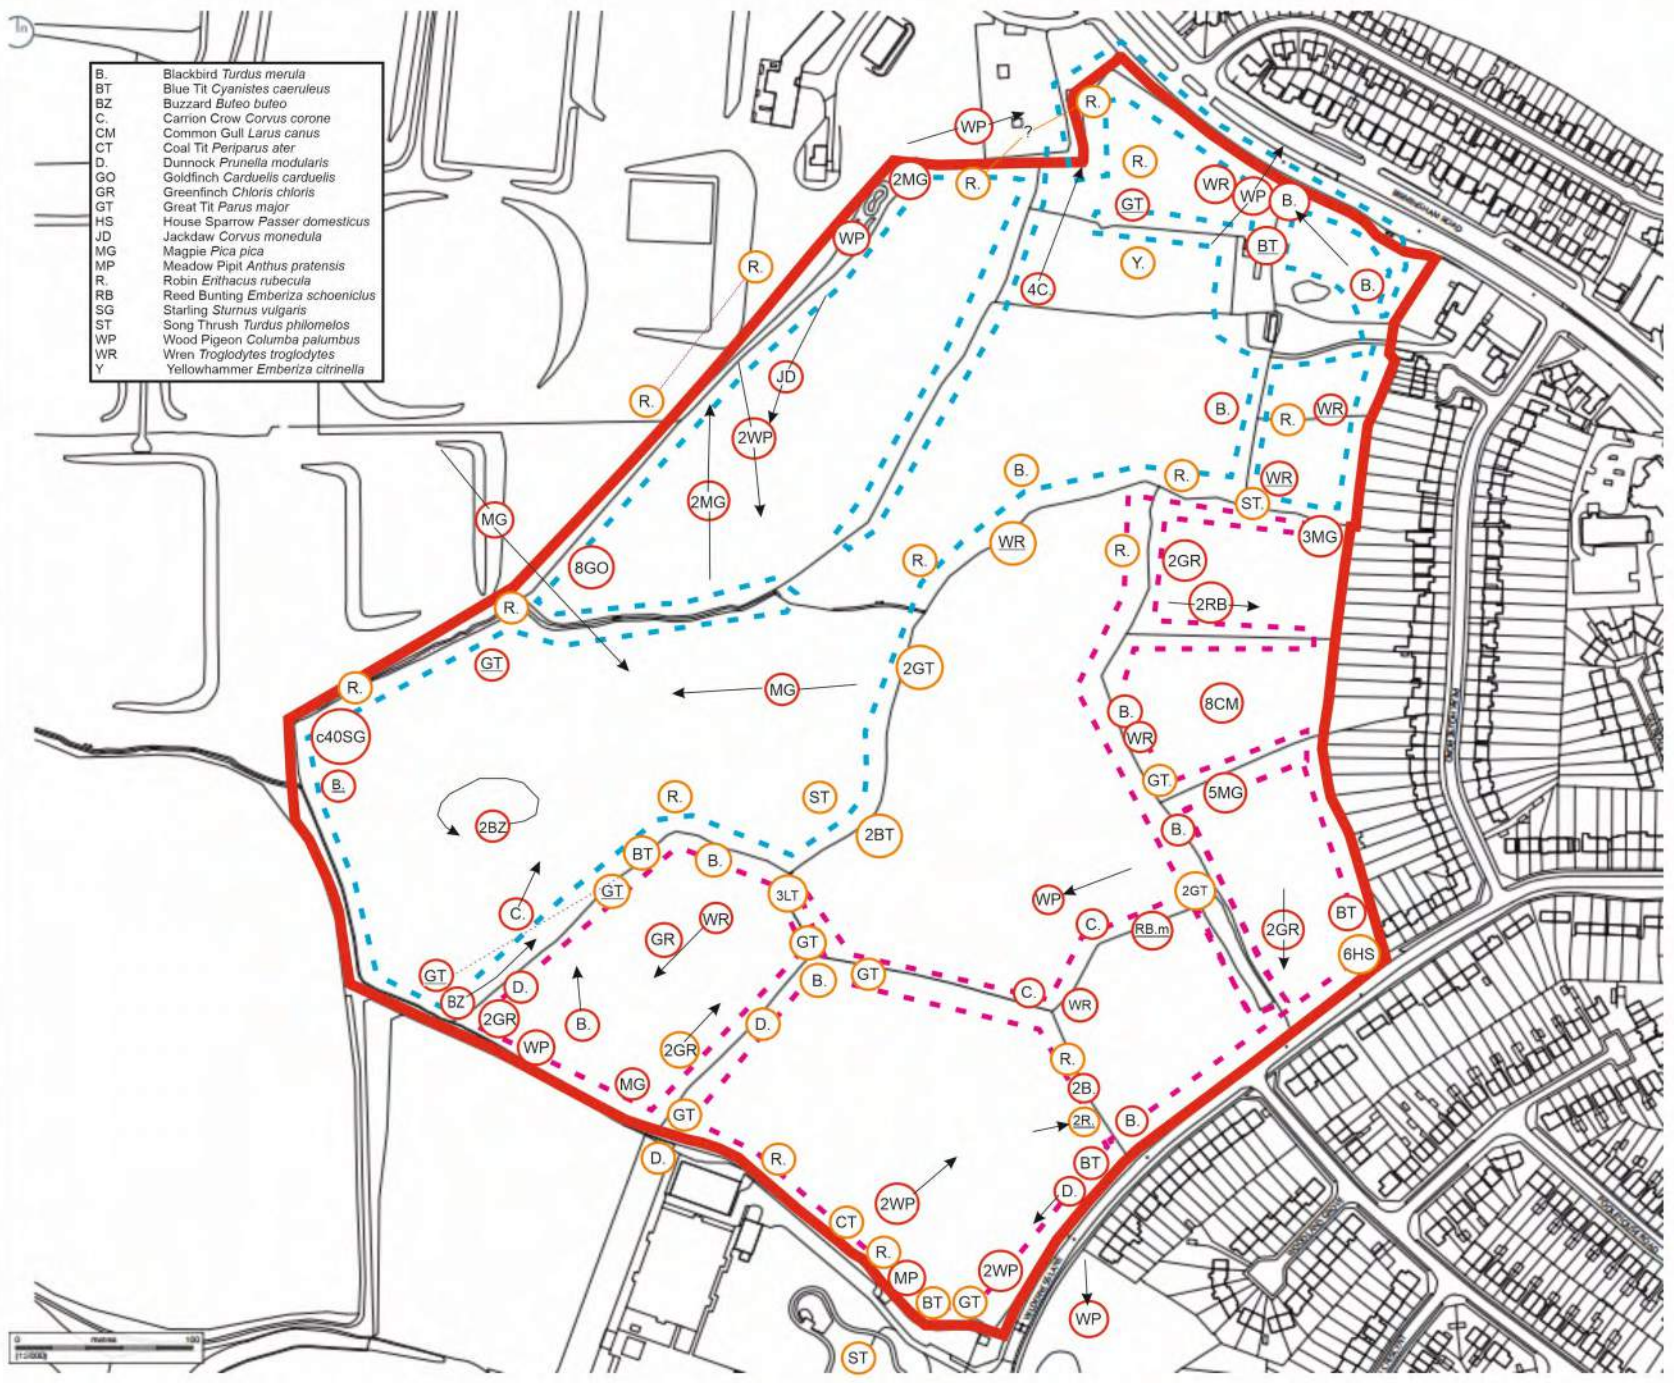 B. Blackbird Turdus merula
BT Blue Tit Cyanistes caeruleus
BZ Buzzard Buteo buteo
C. Carrion Crow Corvus corone
CM Common Gull Larus canus
CT Coal Tit Periparus ater
D. Dunnock Prunella modularis
GO Goldfinch Carduelis carduelis
GR Greenfinch Chloris chloris
GT Great Tit Parus major
HS House Sparrow Passer domesticus
JD Jackdaw Corvus monedula
MG Magpie Pica pica
MP Meadow Pipit Anthus pratensis
R. Robin Erithacus rubecula
RB Reed Bunting Emberiza schoeniclus
SG Starling Sturnus vulgaris
ST Song Thrush Turdus philomelos
WP Wood Pigeon Columba palumbus
WR Wren Troglodytes troglodytes
Y Yellowhammer Emberiza citrinella
R.
WP
?
R.
2MG
R.
GT
WR
WP
B.
WP
BT
Y.
R.
B.
4C.
JD
R.
B.
WR
R.
2WP
B.
R.
WR
2MG
ST.
MG
3MG
WR
R.
R.
2GR
8GO
2RB
R.
GT
2GT
R.
MG
8CM
B.
c40SG
WR
GT.
B.
R.
ST
5MG
2BZ
B.
2BT
BT
B.
GT
3LT
2GT
WP
C.
WR
BT
C.
RB.m
2GR
GR
GT
6HS
GT
B.
GT
D.
BZ
C.
WR
2GR
B.
D.
WP
2GR
R.
MG
2B.
GT
2R.
B.
D.
R.
BT
D.
2WP
CT
R.
2WP
MP
BT
GT
WP
ST
0 metres 100